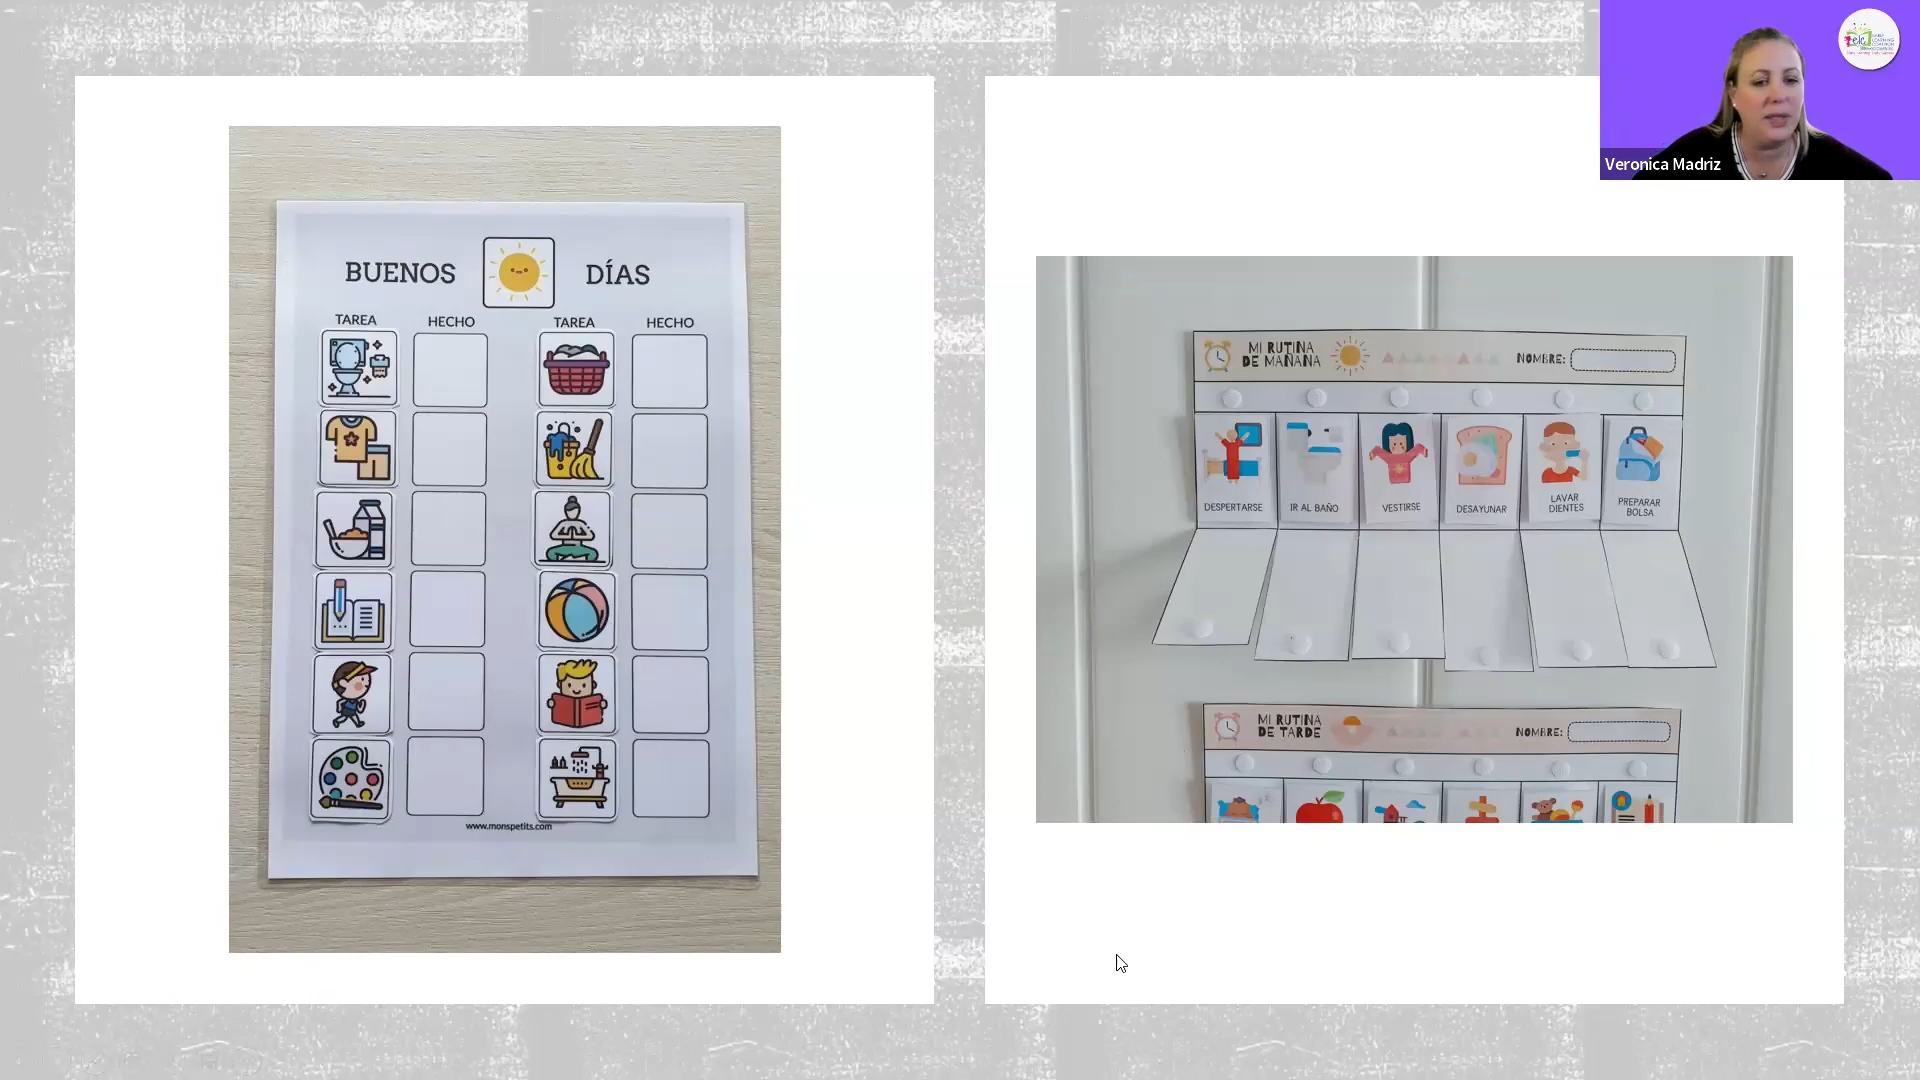 BUENOS DÍAS
TAREA HECHO TAREA HECHO
www.monspetits.com
MI RUTINA
DE MAÑANA
NOMBRE:
DESPERTARSE
IR AL BAÑO
VESTIRSE
DESAYUNAR
LAVAR
DIENTES
PREPARAR
BOLSA
MI RUTINA
DE TARDE
NOMBRE:
Veronica Madriz
elc